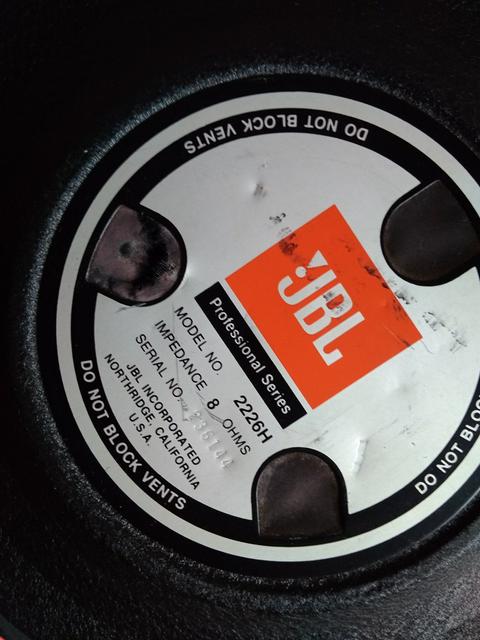 DO NOT BLOCK VENTS
JBL
Professional Series
MODEL NO. 2226H
IMPEDANCE 8 OHMS
SERIAL NO.
JBL INCORPORATED
NORTHRIDGE, CALIFORNIA
U.S.A.
DO NOT BLOCK VENTS
DO NOT BLO